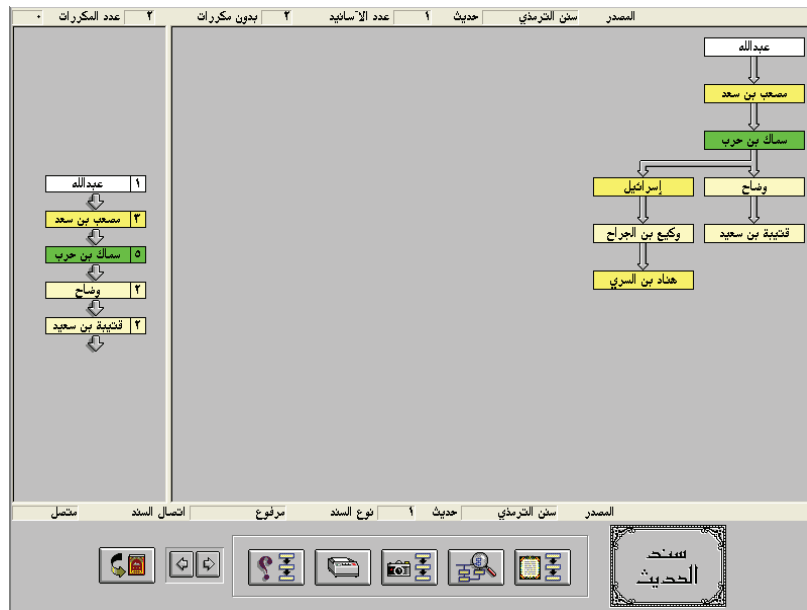 المصدر سنن الترمذي حديث ١ عدد الأسانيد ٢ بدون مكررات ٢ عدد المكررات ٠
عبدالله
مصعب بن سعد
سماك بن حرب
وضاح إسرائيل
قتيبة بن سعيد وكيع بن الجراح
هناد بن السري
١ عبدالله
٣ مصعب بن سعد
٥ سماك بن حرب
٢ وضاح
٢ قتيبة بن سعيد
المصدر سنن الترمذي حديث ١ نوع السند مرفوع اتصال السند متصل
سند
الحديث